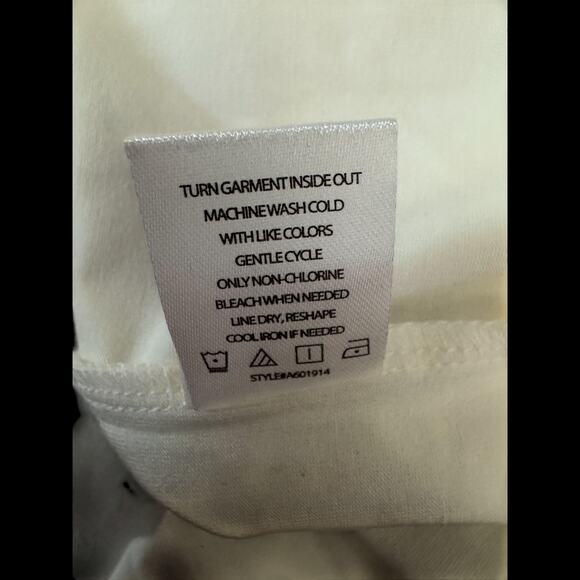 TURN GARMENT INSIDE OUT
MACHINE WASH COLD
WITH LIKE COLORS
GENTLE CYCLE
ONLY NON-CHLORINE
BLEACH WHEN NEEDED
LINE DRY, RESHAPE
COOL IRON IF NEEDED
STYLE#A601914